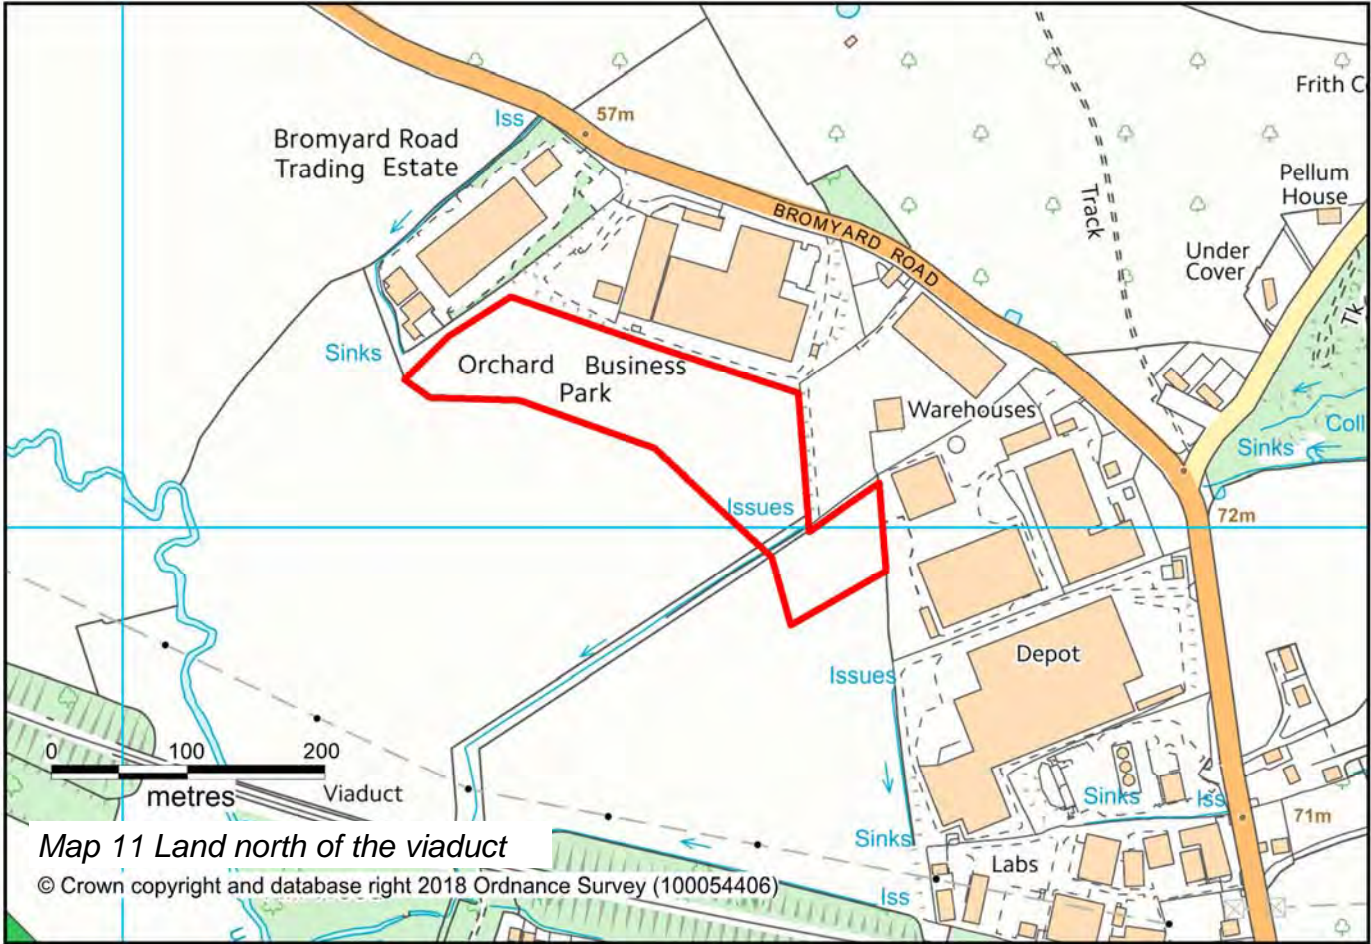 Iss
57m
Bromyard Road
Trading Estate
Frith C
Pellum
House
Track
BROMYARD ROAD
Under
Cover
Tk
Sinks
Orchard Business
Park
Warehouses
Coll
Sinks
Issues
72m
Depot
Issues
0 100 200
metres
Viaduct
Sinks
Iss
71m
Sinks
Map 11 Land north of the viaduct
Labs
© Crown copyright and database right 2018 Ordnance Survey (100054406)
Iss